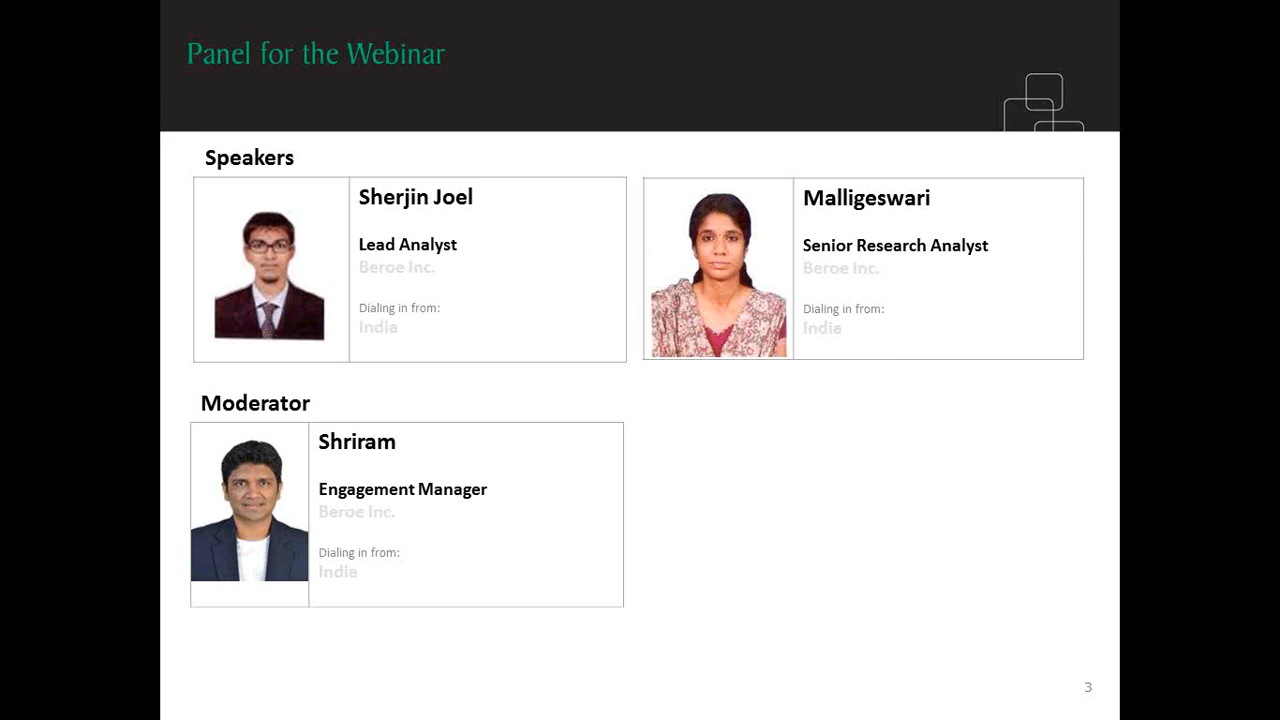 Panel for the Webinar
Speakers
Sherjin Joel
Lead Analyst
Beroe Inc.
Dialing in from:
India
Malligeswari
Senior Research Analyst
Beroe Inc.
Dialing in from:
India
Moderator
Shriram
Engagement Manager
Beroe Inc.
Dialing in from:
India
3